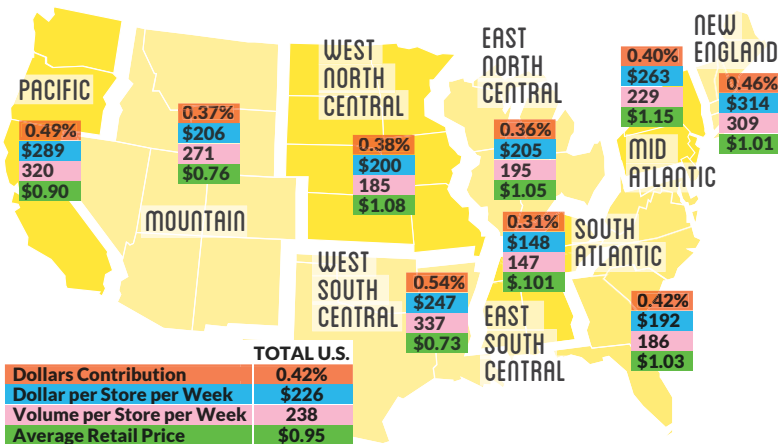 PACIFIC
0.49%
$289
320
$0.90
0.37%
$206
271
$0.76
MOUNTAIN
WEST
NORTH
CENTRAL
0.38%
$200
185
$1.08
EAST
NORTH
CENTRAL
0.36%
$205
195
$1.05
0.40%
$263
229
$1.15
MID
ATLANTIC
NEW
ENGLAND
0.46%
$314
309
$1.01
WEST
SOUTH
CENTRAL
0.54%
$247
337
$0.73
0.31%
$148
147
$.101
EAST
SOUTH
CENTRAL
SOUTH
ATLANTIC
0.42%
$192
186
$1.03
TOTAL U.S.
Dollars Contribution 0.42%
Dollar per Store per Week $226
Volume per Store per Week 238
Average Retail Price $0.95